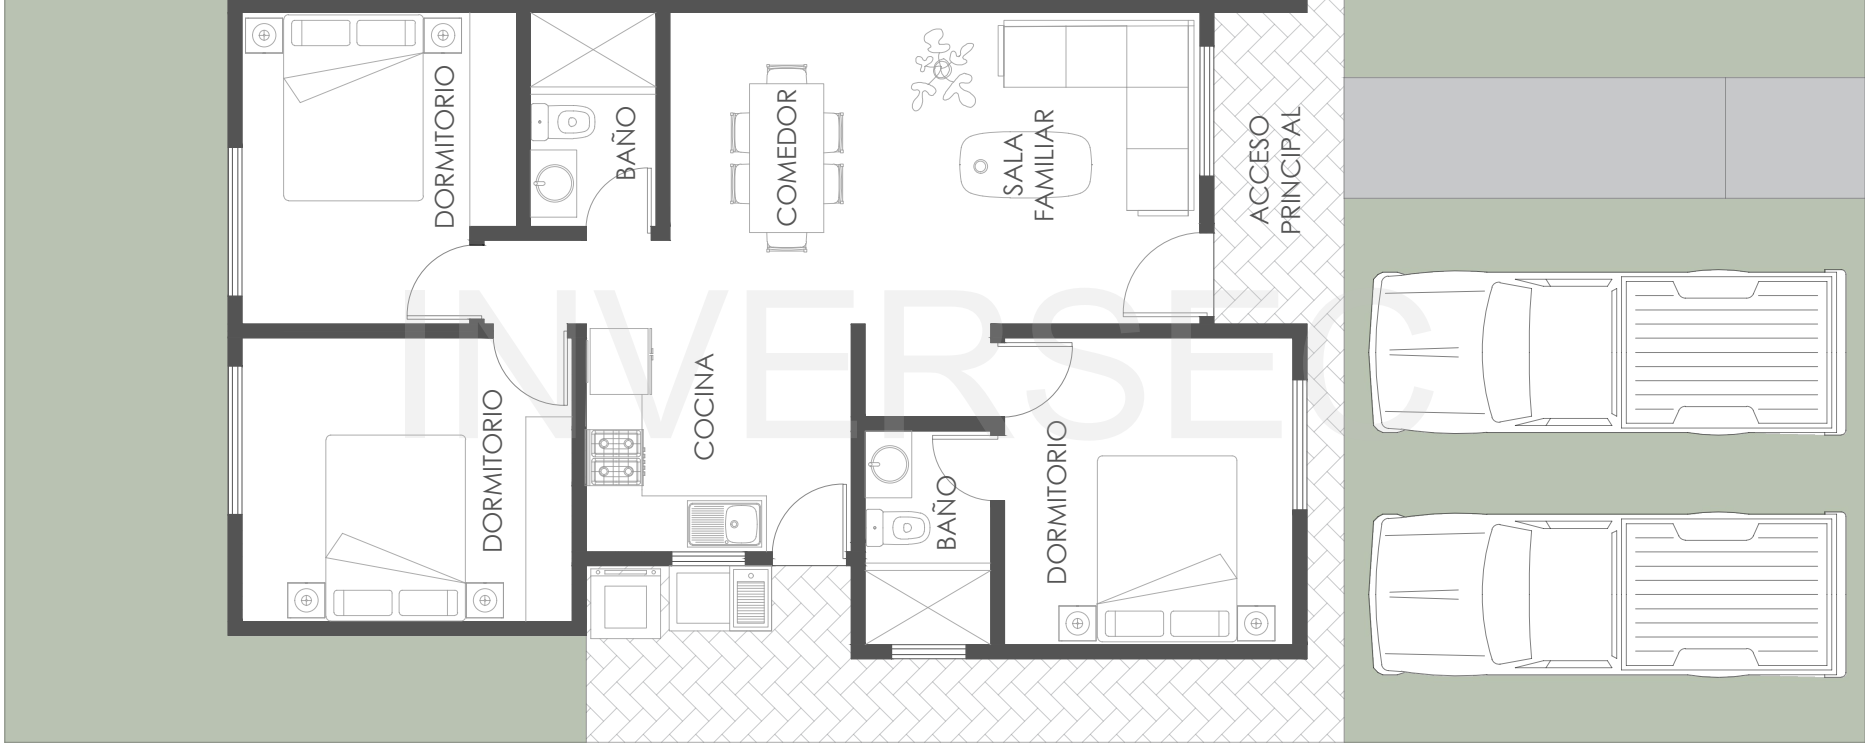 DORMITORIO
BAÑO
COMEDOR
SALA
FAMILIAR
ACCESO
PRINCIPAL
INVERSEC
DORMITORIO
COCINA
BAÑO
DORMITORIO